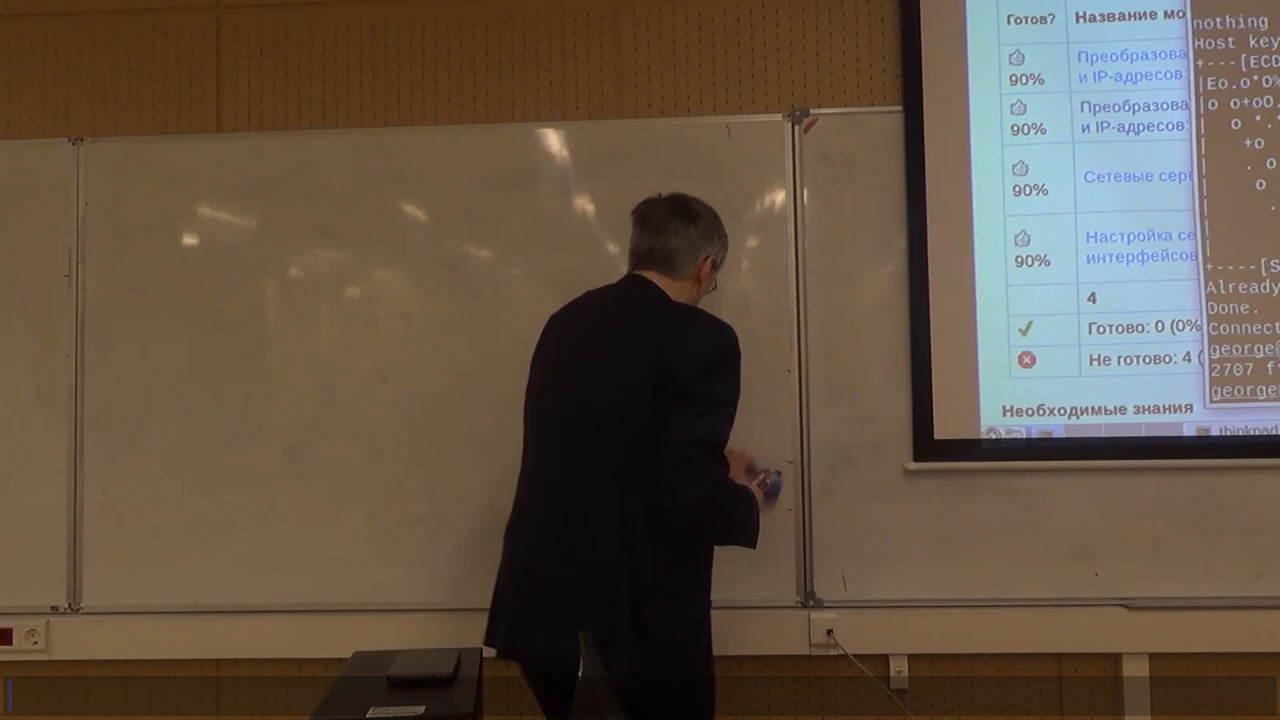 Готов? Название мо
90% Преобразова
и IP-адресов:
90% Преобразова
и IP-адресов:
90% Сетевые сер
90% Настройка се
интерфейсов
4
Готово: 0 (0%
Не готово: 4 (
Необходимые знания
nothing
Host key
+---[ECD
|Eo.o*O%
|o o+oO.
| o *.
| +o
| . o
| o
| .
|
+----[S
Already
Done.
Connect
george@
2707 f
george
thinkpad